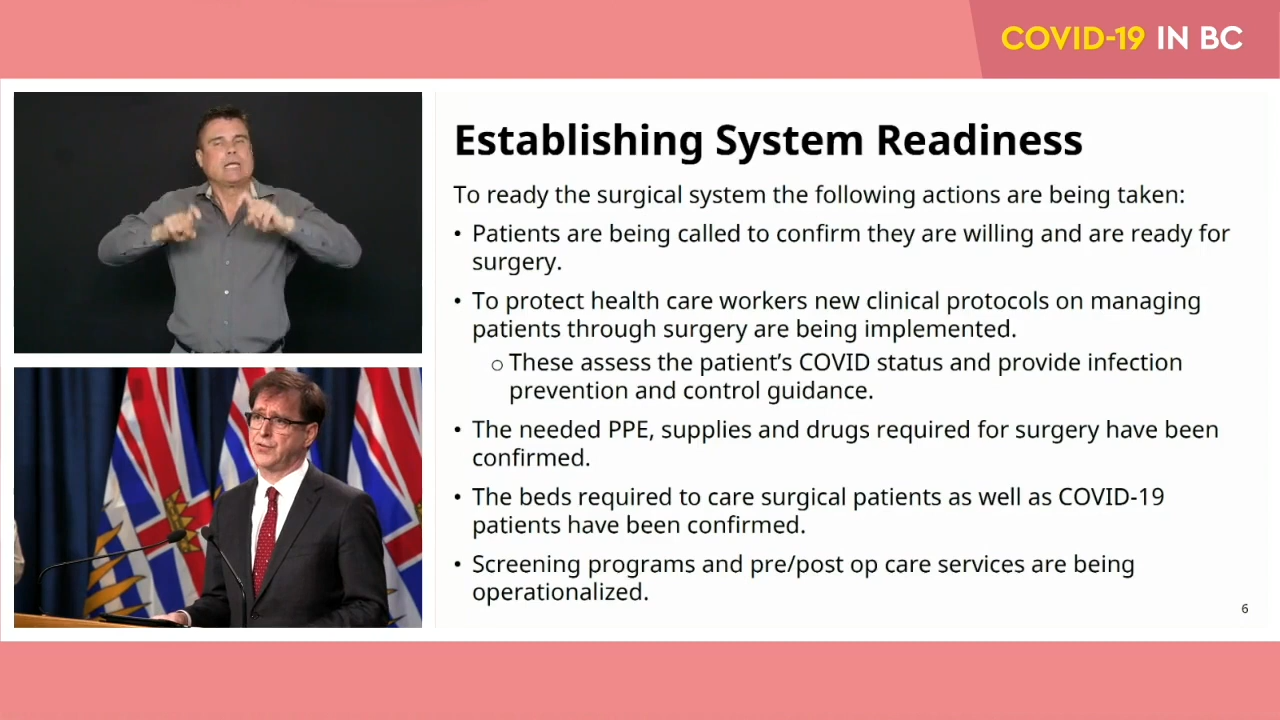 COVID-19 IN BC
Establishing System Readiness
To ready the surgical system the following actions are being taken:
• Patients are being called to confirm they are willing and are ready for
surgery.
• To protect health care workers new clinical protocols on managing
patients through surgery are being implemented.
○ These assess the patient’s COVID status and provide infection
prevention and control guidance.
• The needed PPE, supplies and drugs required for surgery have been
confirmed.
• The beds required to care surgical patients as well as COVID-19
patients have been confirmed.
• Screening programs and pre/post op care services are being
operationalized.
6